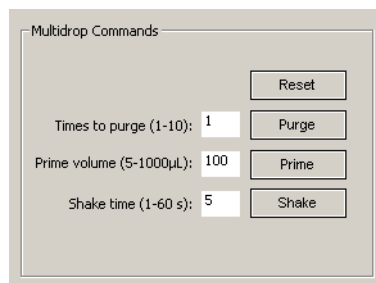 Multidrop Commands
Reset
Times to purge (1-10): 1 Purge
Prime volume (5-1000µL): 100 Prime
Shake time (1-60 s): 5 Shake